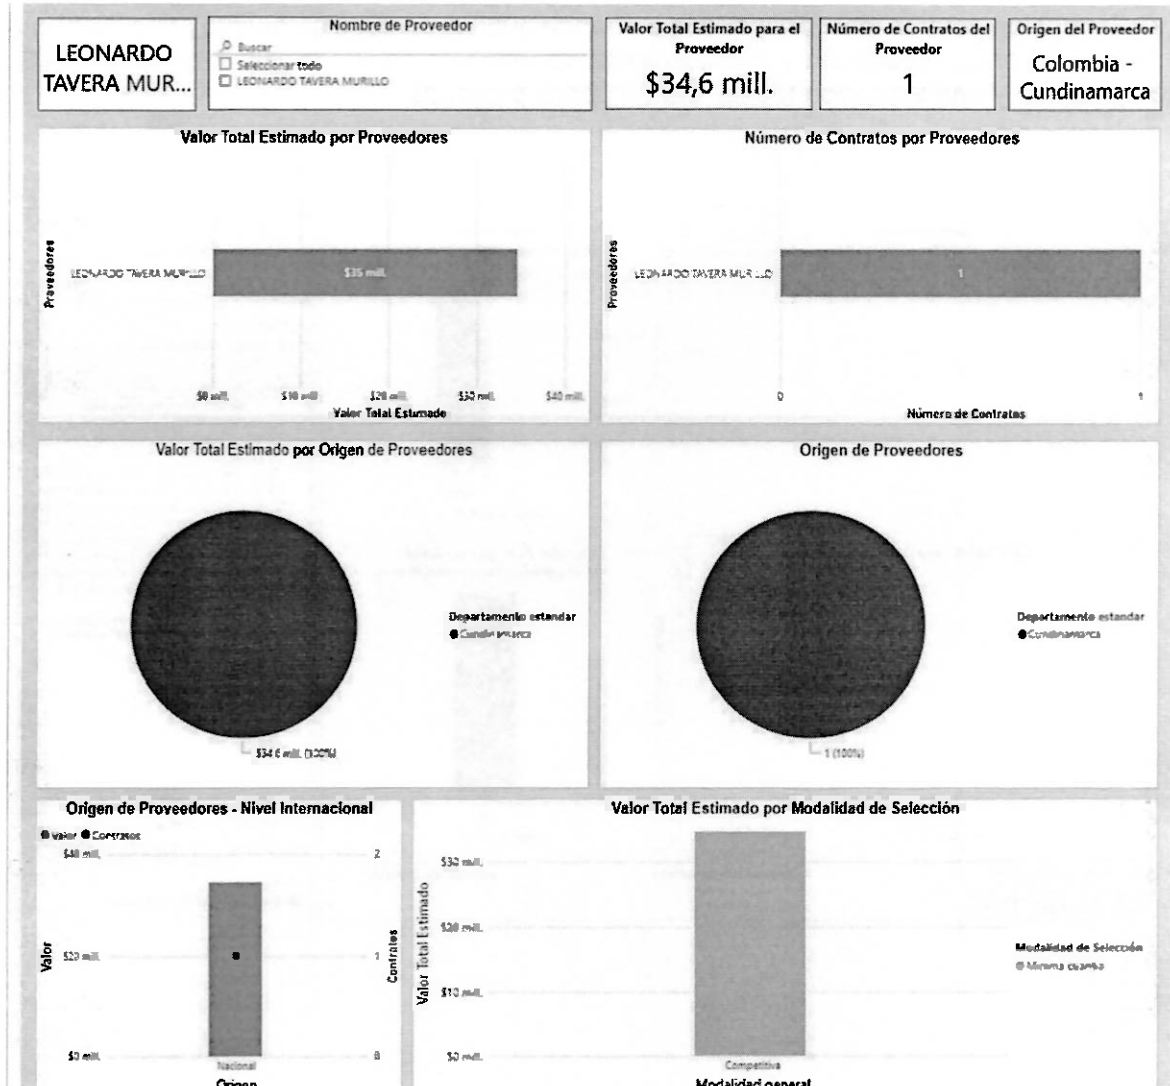 LEONARDO
TAVERA MUR...
Nombre de Proveedor
Buscar
Seleccionar todo
LEONARDO TAVERA MURILLO
Valor Total Estimado para el
Proveedor
$34,6 mill.
Número de Contratos del
Proveedor
1
Origen del Proveedor
Colombia -
Cundinamarca
Valor Total Estimado por Proveedores
Proveedores
LEONARDO TAVERA MURILLO
$35 mill.
$0 mill.
$10 mill.
$20 mill.
$30 mill.
$40 mill.
Valor Total Estimado
Número de Contratos por Proveedores
Proveedores
LEONARDO TAVERA MURILLO
1
0
1
Número de Contratos
Valor Total Estimado por Origen de Proveedores
Departamento estandar
Cundinamarca
$34,6 mill. (100%)
Origen de Proveedores
Departamento estandar
Cundinamarca
1 (100%)
Origen de Proveedores - Nivel Internacional
Valor
Contratos
$40 mill.
$20 mill.
$0 mill.
Valor
2
1
0
Contratos
Nacional
Origen
Valor Total Estimado por Modalidad de Selección
Valor Total Estimado
$30 mill.
$20 mill.
$10 mill.
$0 mill.
Competitiva
Modalidad general
Modalidad de Selección
Mínima cuantía